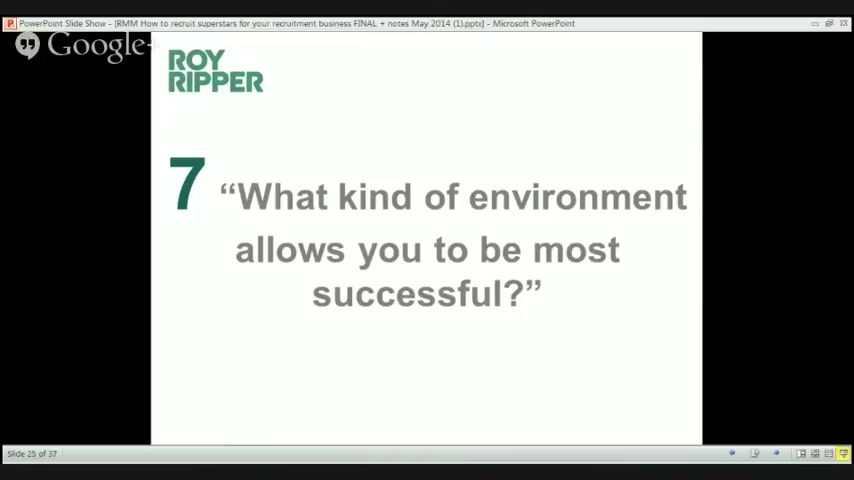 PowerPoint Slide Show - [RMM How to recruit superstars for your recruitment business FINAL + notes May 2014 (1).pptx] - Microsoft PowerPoint
Google+
ROY
RIPPER
7 “What kind of environment
allows you to be most
successful?”
Slide 25 of 37